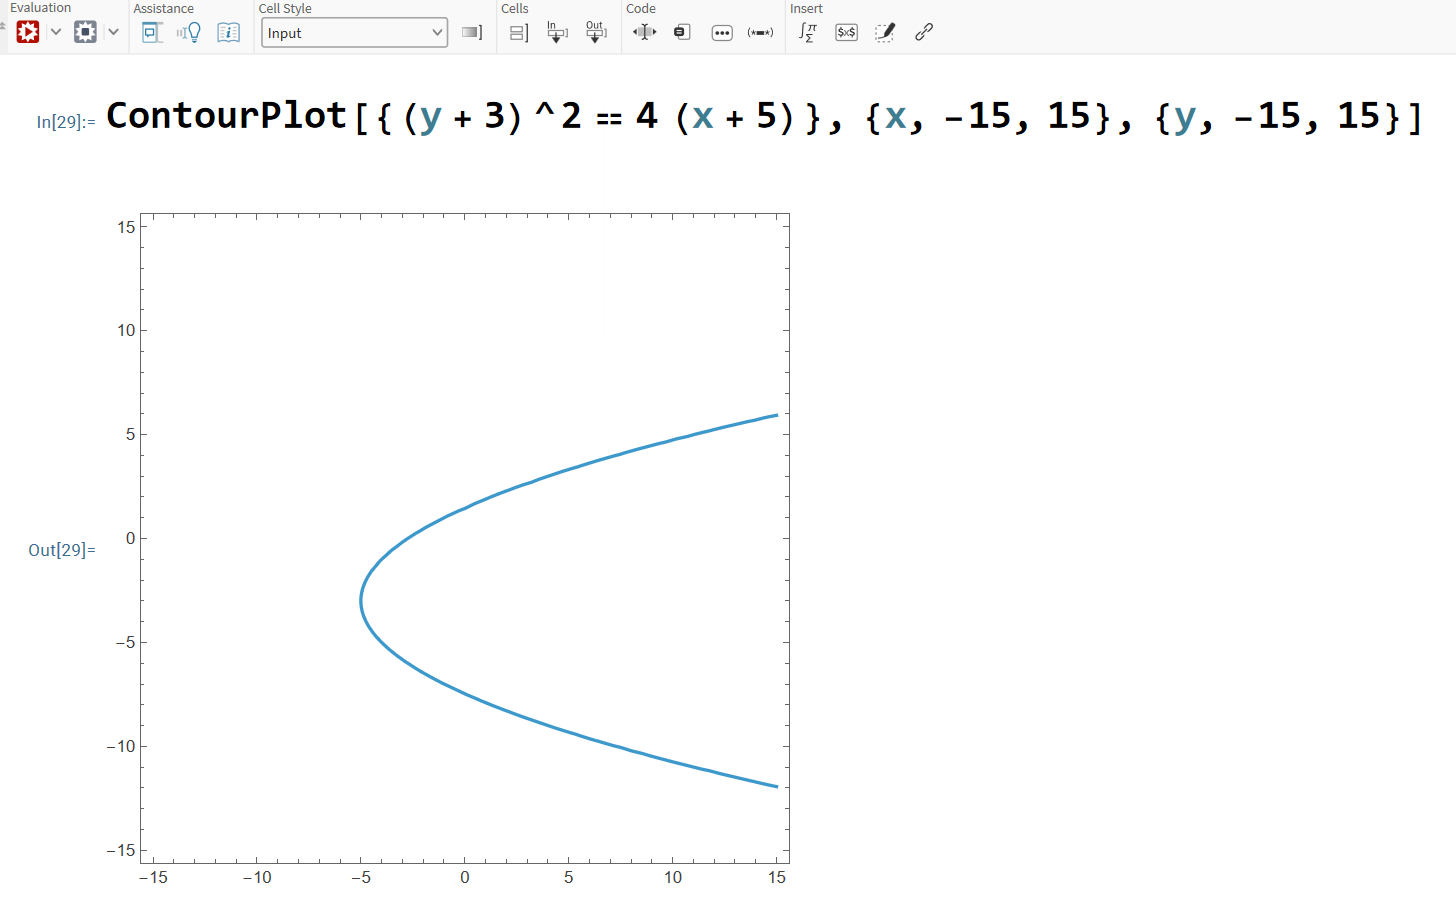 Evaluation Assistance Cell Style Cells Code Insert
Input In Out ∫ π Σ $x$
In[29]:= ContourPlot[{(y + 3)^2 == 4 (x + 5)}, {x, -15, 15}, {y, -15, 15}]
15
10
5
Out[29]= 0
-5
-10
-15
-15 -10 -5 0 5 10 15